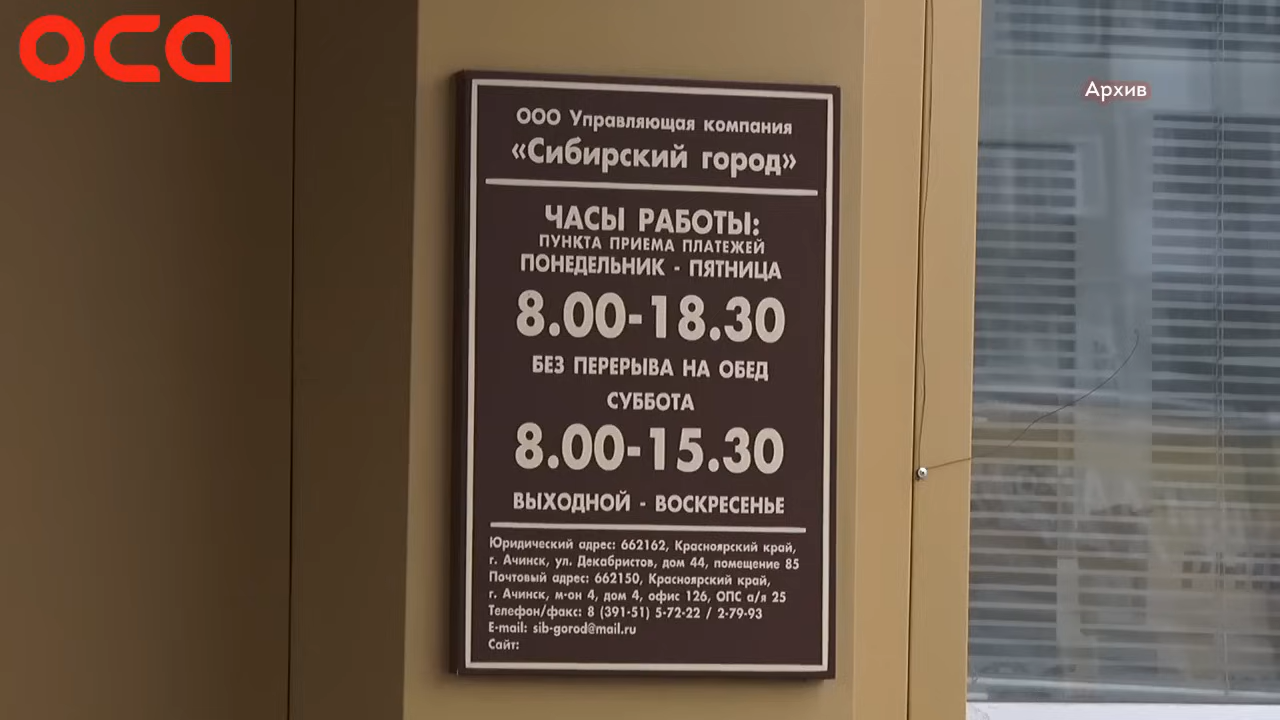 оса
Архив
ООО Управляющая компания
«Сибирский город»
ЧАСЫ РАБОТЫ:
ПУНКТА ПРИЕМА ПЛАТЕЖЕЙ
ПОНЕДЕЛЬНИК - ПЯТНИЦА
8.00-18.30
БЕЗ ПЕРЕРЫВА НА ОБЕД
СУББОТА
8.00-15.30
ВЫХОДНОЙ - ВОСКРЕСЕНЬЕ
Юридический адрес: 662162, Красноярский край,
г. Ачинск, ул. Декабристов, дом 44, помещение 85
Почтовый адрес: 662150, Красноярский край,
г. Ачинск, м-он 4, дом 4, офис 126, ОПС а/я 25
Телефон/факс: 8 (391-51) 5-72-22 / 2-79-93
E-mail: sib-gorod@mail.ru
Сайт: